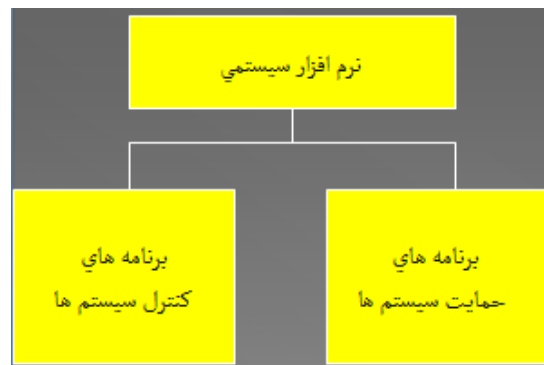 نرم افزار سيستمي
برنامه هاي
حمايت سيستم ها
برنامه هاي
كنترل سيستم ها